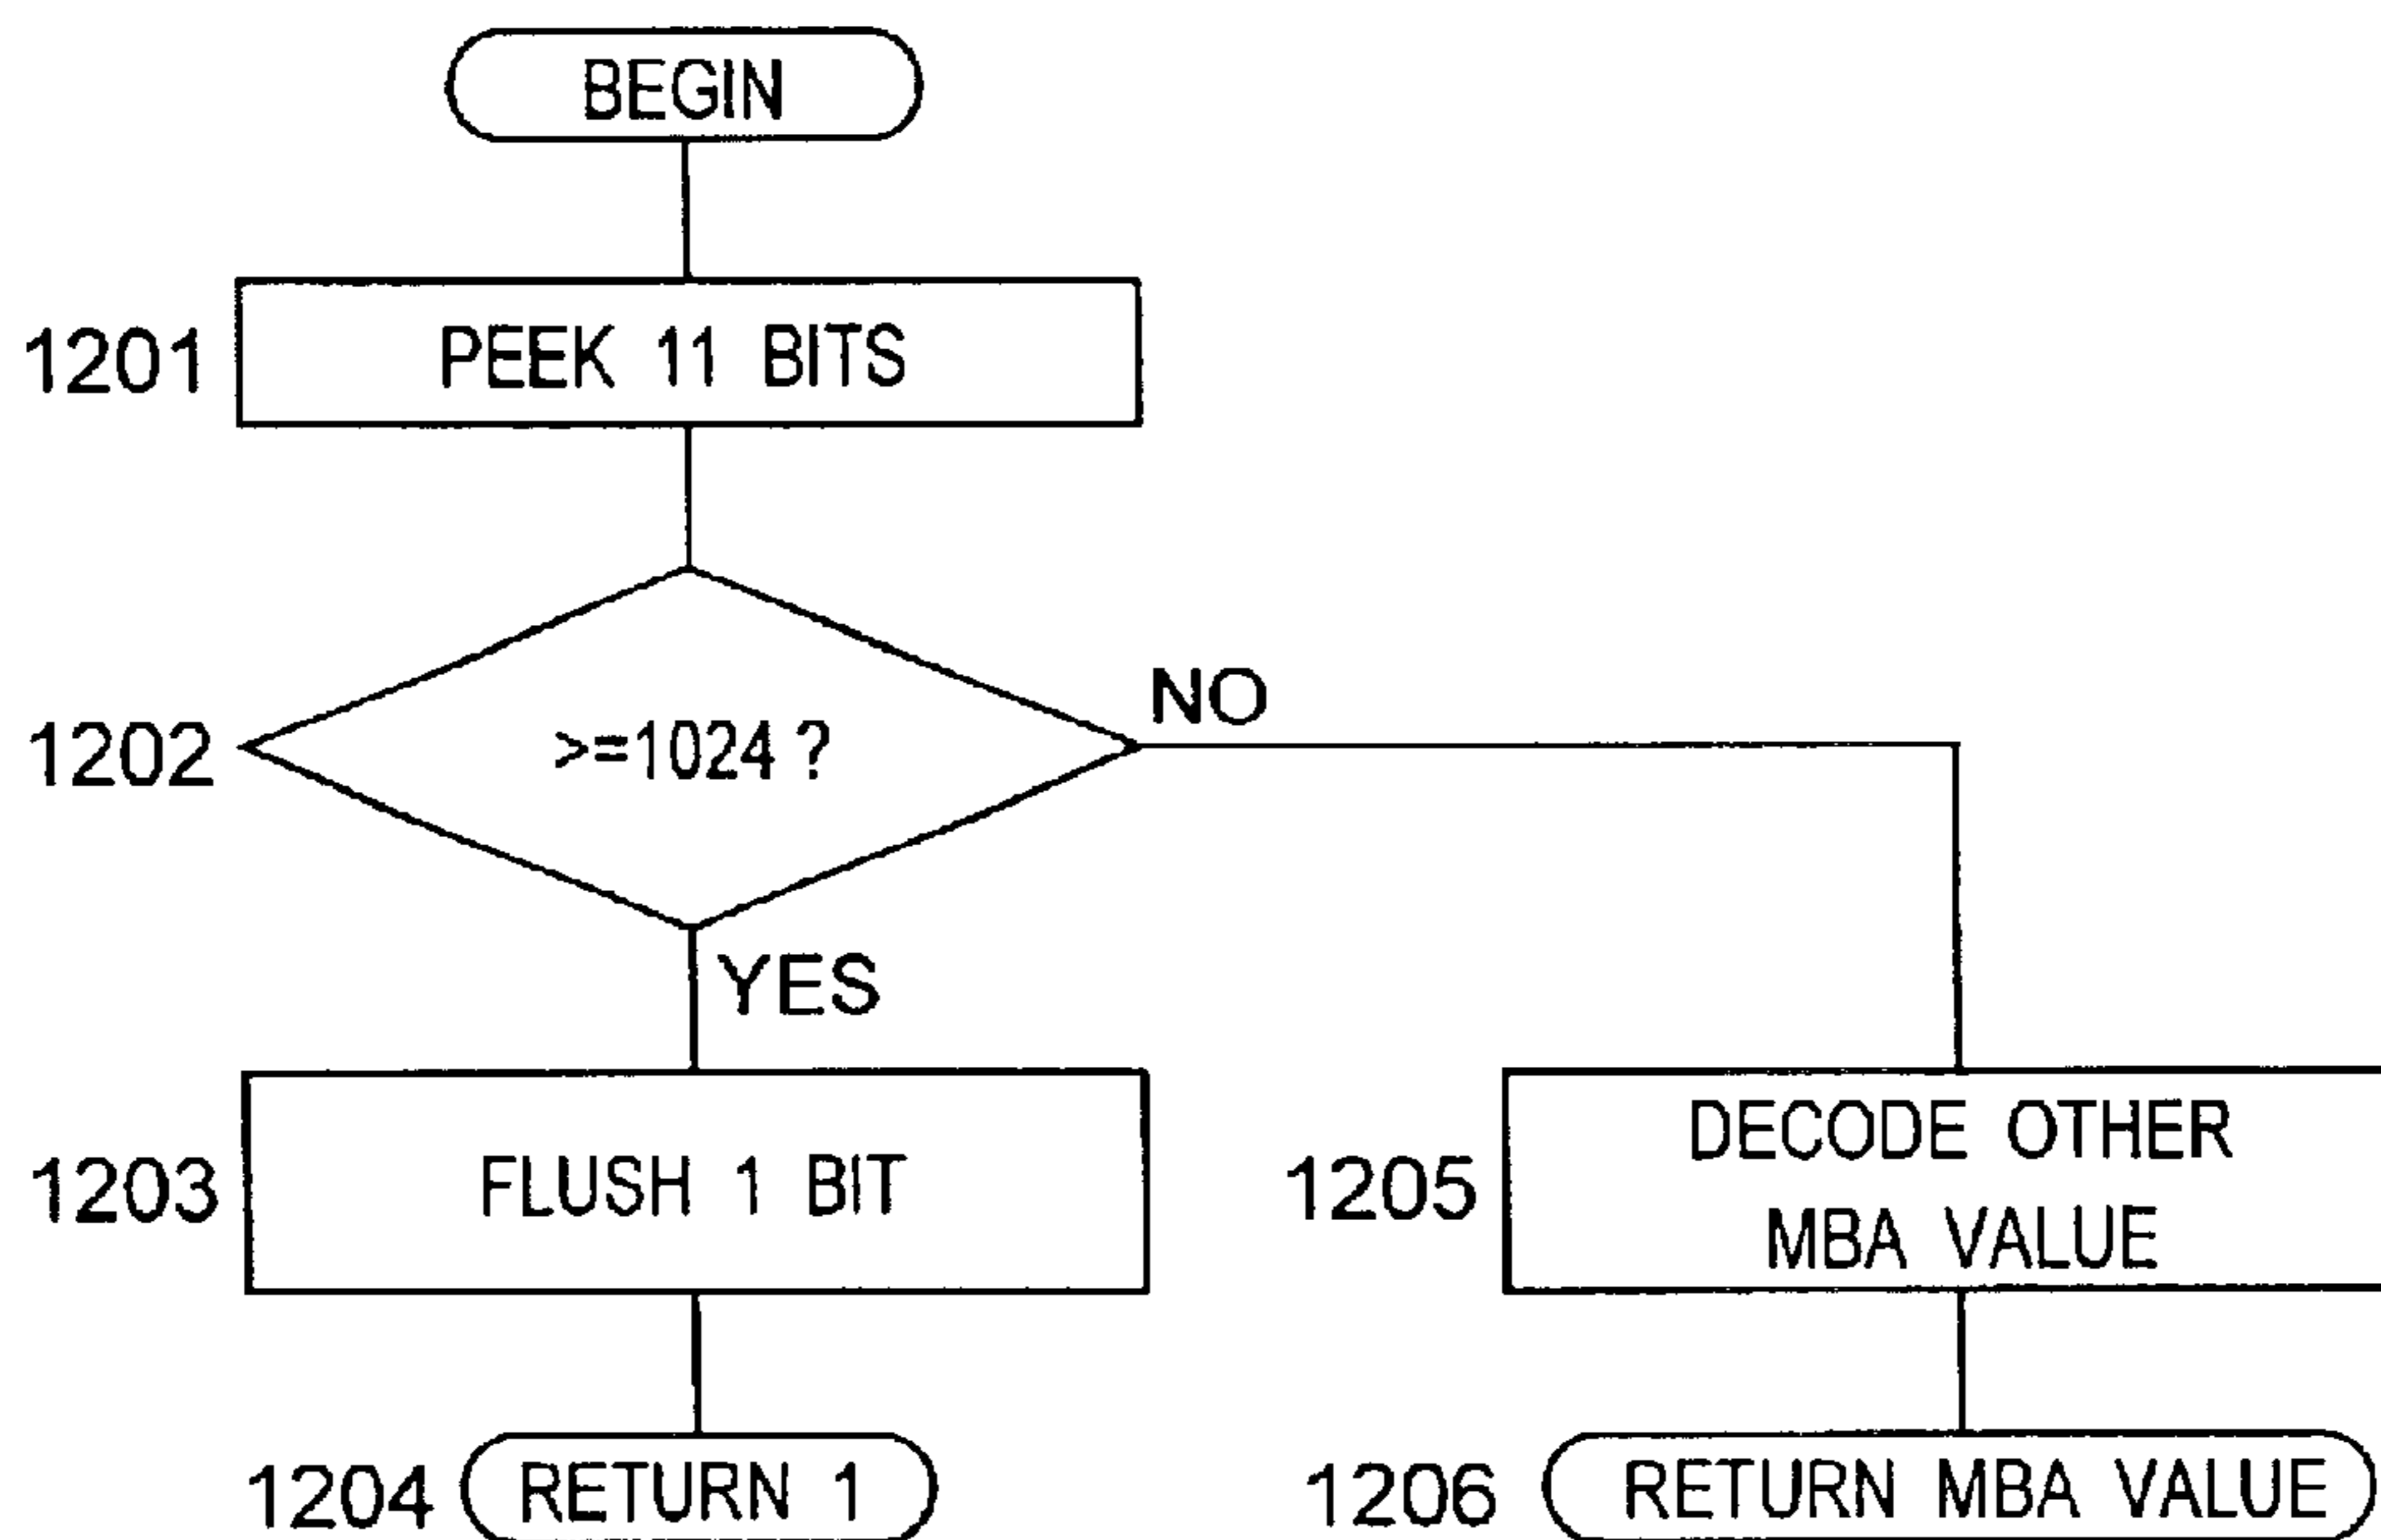 BEGIN
1201
PEEK 11 BITS
1202
>=1024 ?
NO
YES
1203
FLUSH 1 BIT
1205
DECODE OTHER
MBA VALUE
1204
RETURN 1
1206
RETURN MBA VALUE